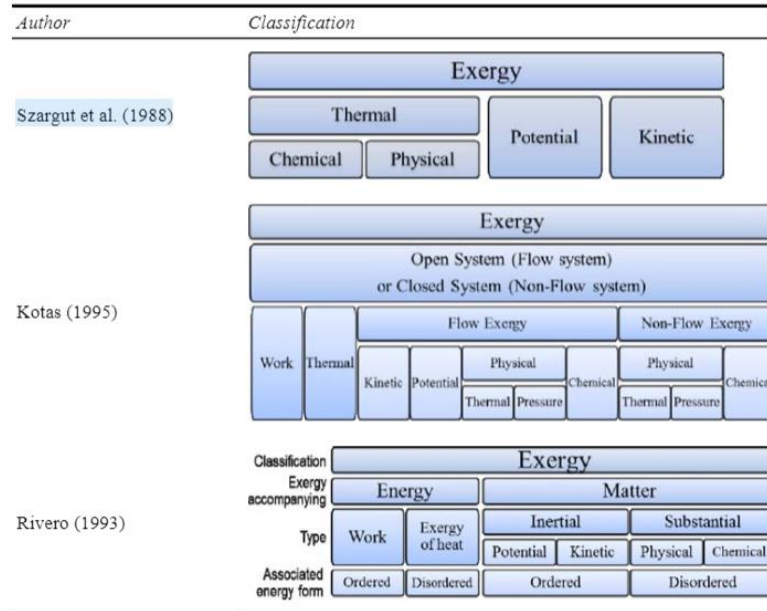 Author Classification
Exergy
Szargut et al. (1988)
Thermal Potential Kinetic
Chemical Physical
Exergy
Open System (Flow system)
or Closed System (Non-Flow system)
Kotas (1995)
Work Thermal Flow Exergy Non-Flow Exergy
Kinetic Potential Physical Chemical Physical Chemica
Thermal Pressure Thermal Pressure
Classification Exergy
Exergy
accompanying Energy Matter
Rivero (1993)
Type Work Exergy
of heat Inertial Substantial
Potential Kinetic Physical Chemical
Associated
energy form Ordered Disordered Ordered Disordered